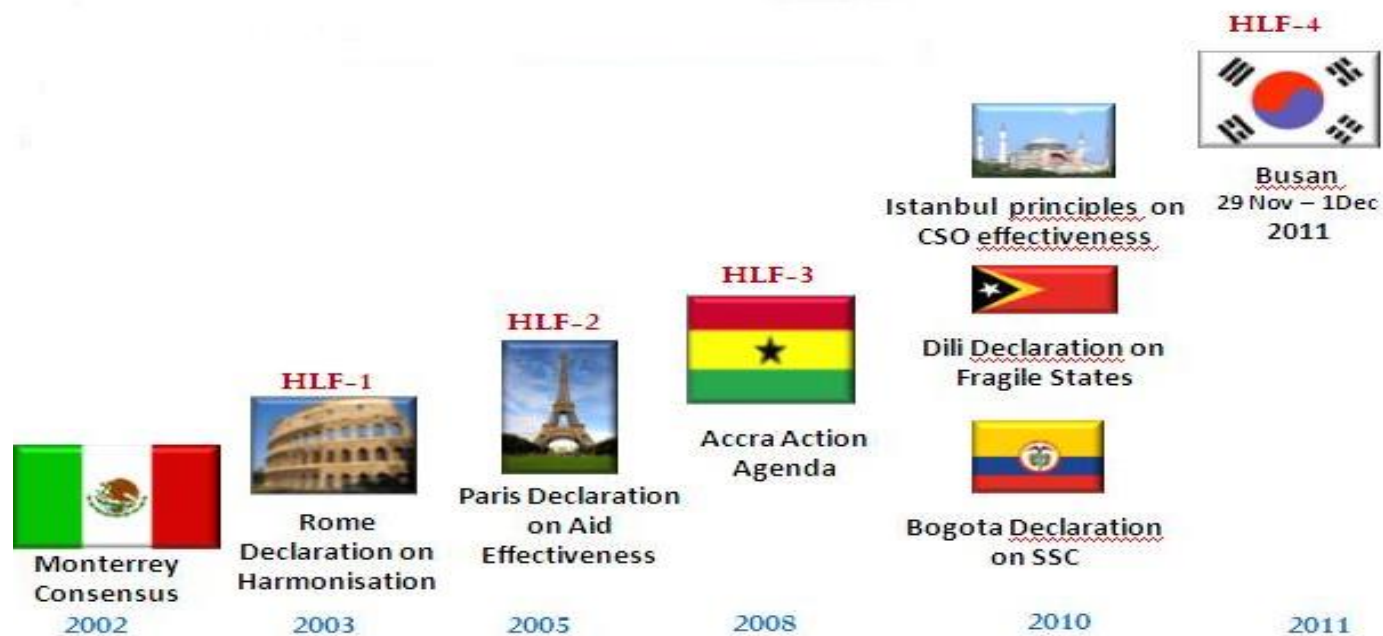 Monterrey
Consensus
2002
HLF-1
Rome
Declaration on
Harmonisation
2003
HLF-2
Paris Declaration
on Aid
Effectiveness
2005
HLF-3
Accra Action
Agenda
2008
Istanbul principles on
CSO effectiveness
Dili Declaration on
Fragile States
Bogota Declaration
on SSC
2010
HLF-4
Busan
29 Nov – 1Dec
2011
2011